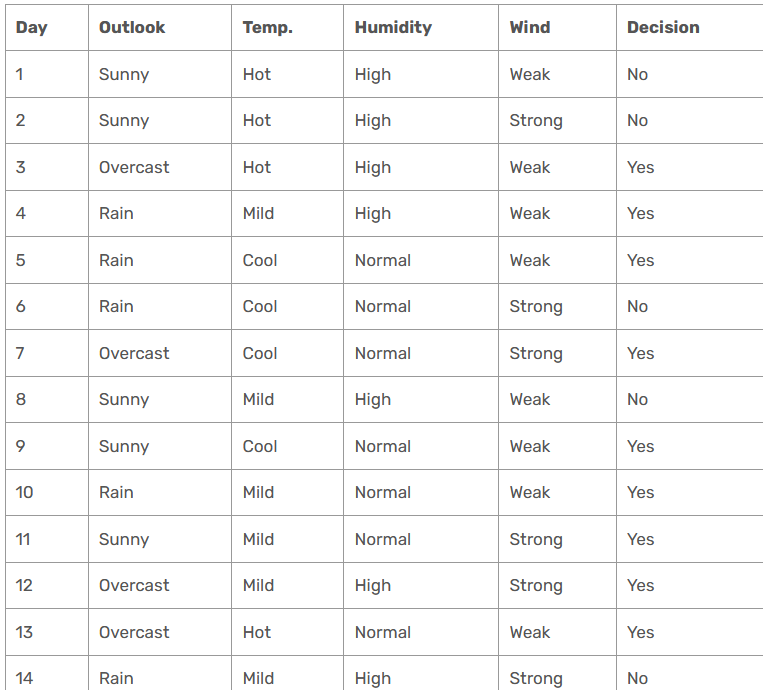 Day Outlook Temp. Humidity Wind Decision
1 Sunny Hot High Weak No
2 Sunny Hot High Strong No
3 Overcast Hot High Weak Yes
4 Rain Mild High Weak Yes
5 Rain Cool Normal Weak Yes
6 Rain Cool Normal Strong No
7 Overcast Cool Normal Strong Yes
8 Sunny Mild High Weak No
9 Sunny Cool Normal Weak Yes
10 Rain Mild Normal Weak Yes
11 Sunny Mild Normal Strong Yes
12 Overcast Mild High Strong Yes
13 Overcast Hot Normal Weak Yes
14 Rain Mild High Strong No